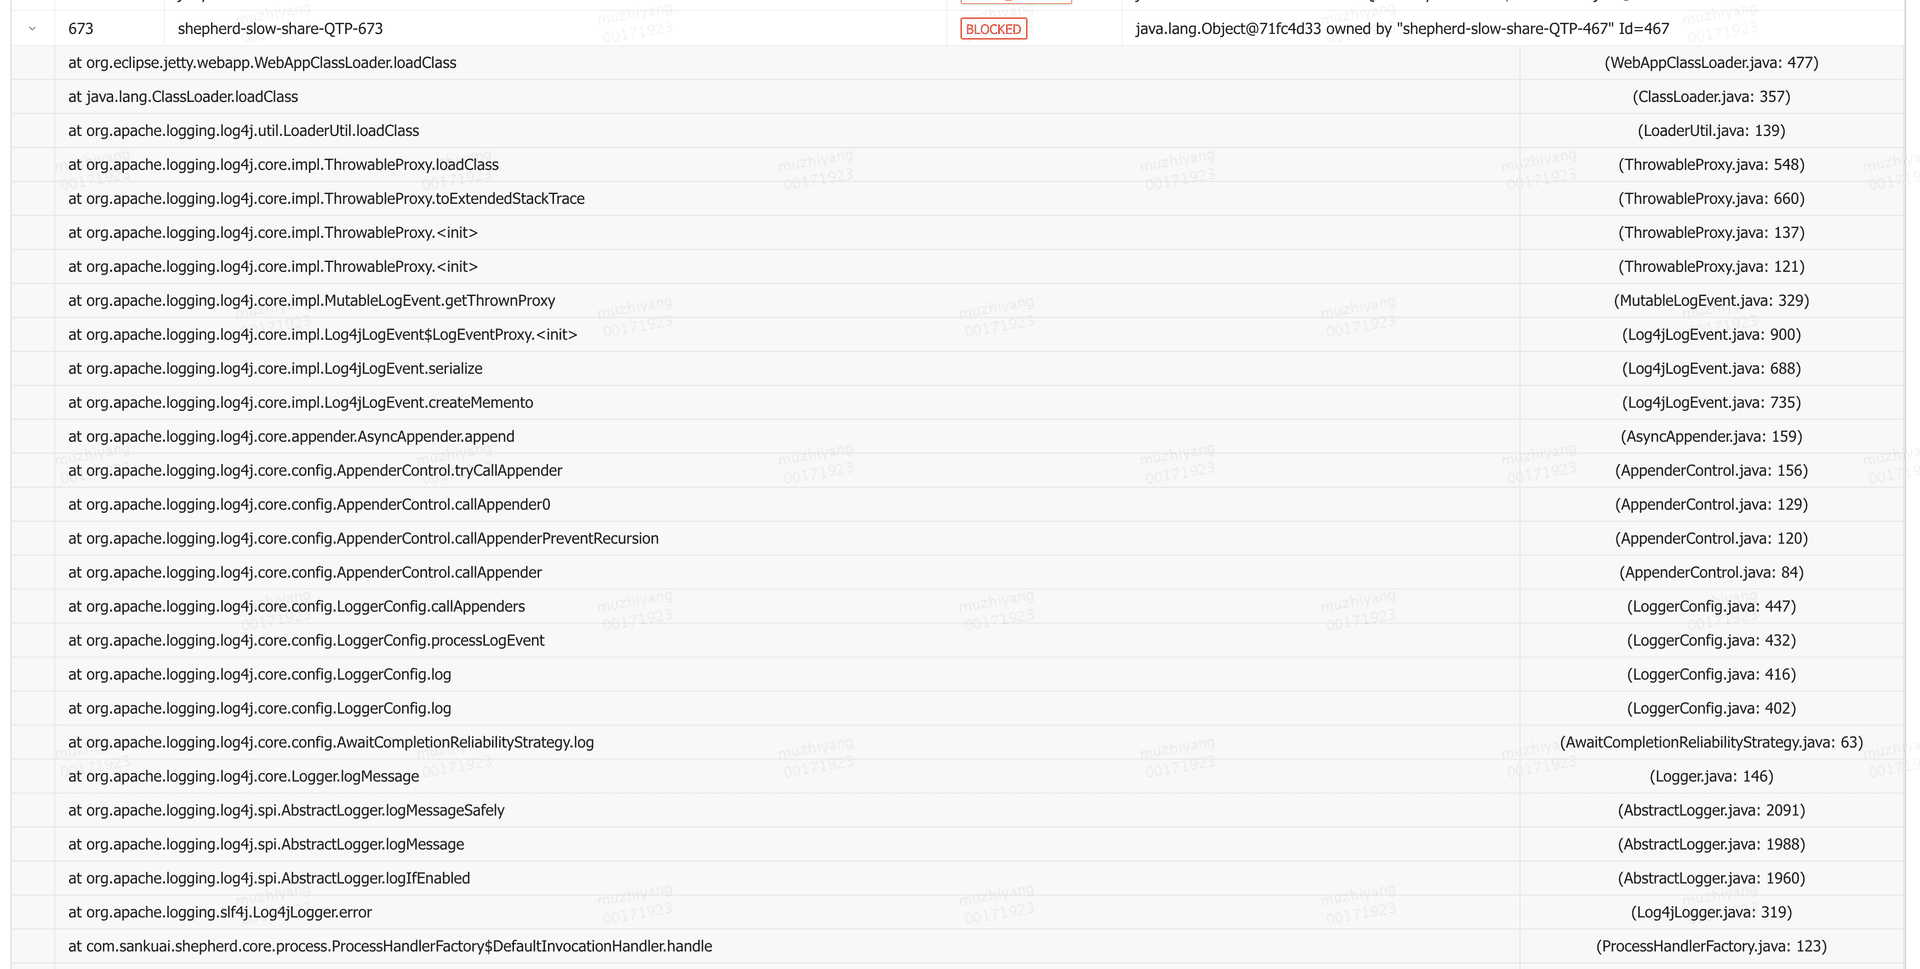 673 shepherd-slow-share-QTP-673 BLOCKED java.lang.Object@71fc4d33 owned by "shepherd-slow-share-QTP-467" Id=467
at org.eclipse.jetty.webapp.WebAppClassLoader.loadClass (WebAppClassLoader.java: 477)
at java.lang.ClassLoader.loadClass (ClassLoader.java: 357)
at org.apache.logging.log4j.util.LoaderUtil.loadClass (LoaderUtil.java: 139)
at org.apache.logging.log4j.core.impl.ThrowableProxy.loadClass (ThrowableProxy.java: 548)
at org.apache.logging.log4j.core.impl.ThrowableProxy.toExtendedStackTrace (ThrowableProxy.java: 660)
at org.apache.logging.log4j.core.impl.ThrowableProxy.<init> (ThrowableProxy.java: 137)
at org.apache.logging.log4j.core.impl.ThrowableProxy.<init> (ThrowableProxy.java: 121)
at org.apache.logging.log4j.core.impl.MutableLogEvent.getThrownProxy (MutableLogEvent.java: 329)
at org.apache.logging.log4j.core.impl.Log4jLogEvent$LogEventProxy.<init> (Log4jLogEvent.java: 900)
at org.apache.logging.log4j.core.impl.Log4jLogEvent.serialize (Log4jLogEvent.java: 688)
at org.apache.logging.log4j.core.impl.Log4jLogEvent.createMemento (Log4jLogEvent.java: 735)
at org.apache.logging.log4j.core.appender.AsyncAppender.append (AsyncAppender.java: 159)
at org.apache.logging.log4j.core.config.AppenderControl.tryCallAppender (AppenderControl.java: 156)
at org.apache.logging.log4j.core.config.AppenderControl.callAppender0 (AppenderControl.java: 129)
at org.apache.logging.log4j.core.config.AppenderControl.callAppenderPreventRecursion (AppenderControl.java: 120)
at org.apache.logging.log4j.core.config.AppenderControl.callAppender (AppenderControl.java: 84)
at org.apache.logging.log4j.core.config.LoggerConfig.callAppenders (LoggerConfig.java: 447)
at org.apache.logging.log4j.core.config.LoggerConfig.processLogEvent (LoggerConfig.java: 432)
at org.apache.logging.log4j.core.config.LoggerConfig.log (LoggerConfig.java: 416)
at org.apache.logging.log4j.core.config.LoggerConfig.log (LoggerConfig.java: 402)
at org.apache.logging.log4j.core.config.AwaitCompletionReliabilityStrategy.log (AwaitCompletionReliabilityStrategy.java: 63)
at org.apache.logging.log4j.core.Logger.logMessage (Logger.java: 146)
at org.apache.logging.log4j.spi.AbstractLogger.logMessageSafely (AbstractLogger.java: 2091)
at org.apache.logging.log4j.spi.AbstractLogger.logMessage (AbstractLogger.java: 1988)
at org.apache.logging.log4j.spi.AbstractLogger.logIfEnabled (AbstractLogger.java: 1960)
at org.apache.logging.slf4j.Log4jLogger.error (Log4jLogger.java: 319)
at com.sankuai.shepherd.core.process.ProcessHandlerFactory$DefaultInvocationHandler.handle (ProcessHandlerFactory.java: 123)
muzhiyang
00171923